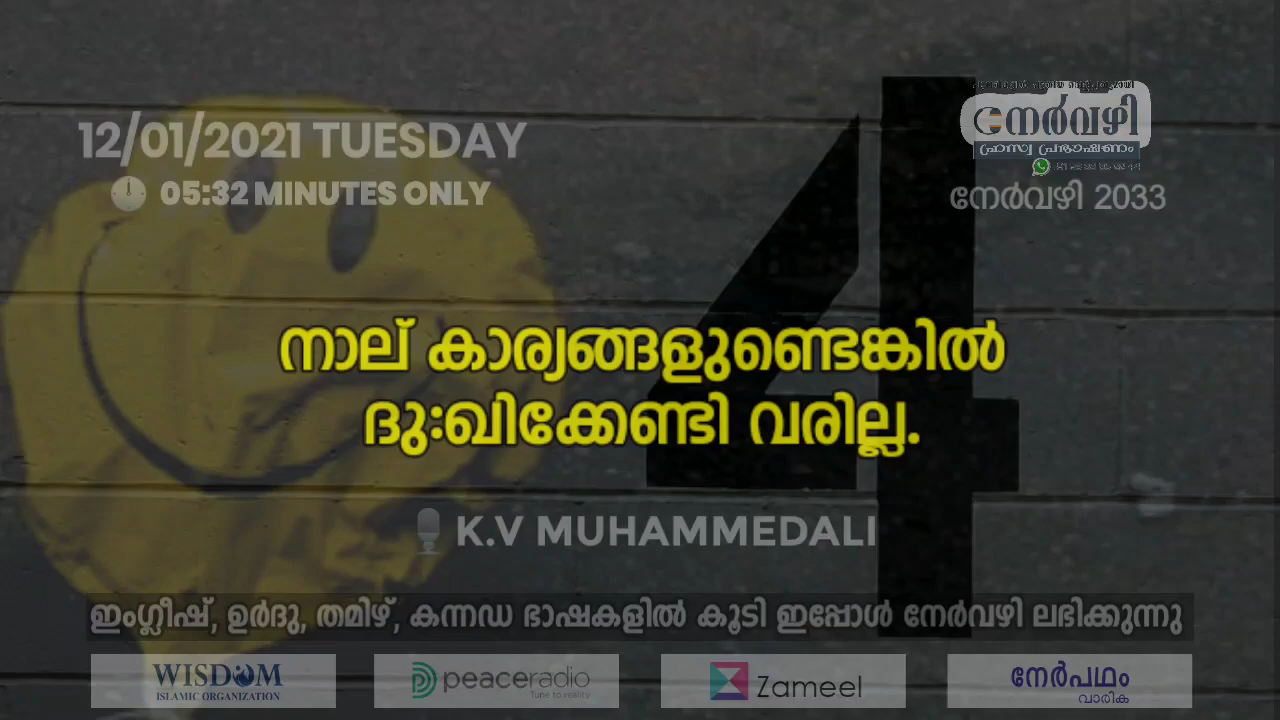 12/01/2021 TUESDAY
05:32 MINUTES ONLY
നേർവഴി
ഹ്രസ്വ പ്രഭാഷണം
നേർവഴി 2033
നാല് കാര്യങ്ങളുണ്ടെങ്കിൽ
ദുഃഖിക്കേണ്ടി വരില്ല.
K.V MUHAMMEDALI
ഇംഗ്ലീഷ്, ഉർദു, തമിഴ്, കന്നഡ ഭാഷകളിൽ കൂടി ഇപ്പോൾ നേർവഴി ലഭിക്കുന്നു
WISDOM
ISLAMIC ORGANIZATION
peaceradio
Tune to reality
Zameel
നേർപഥം
വാരിക